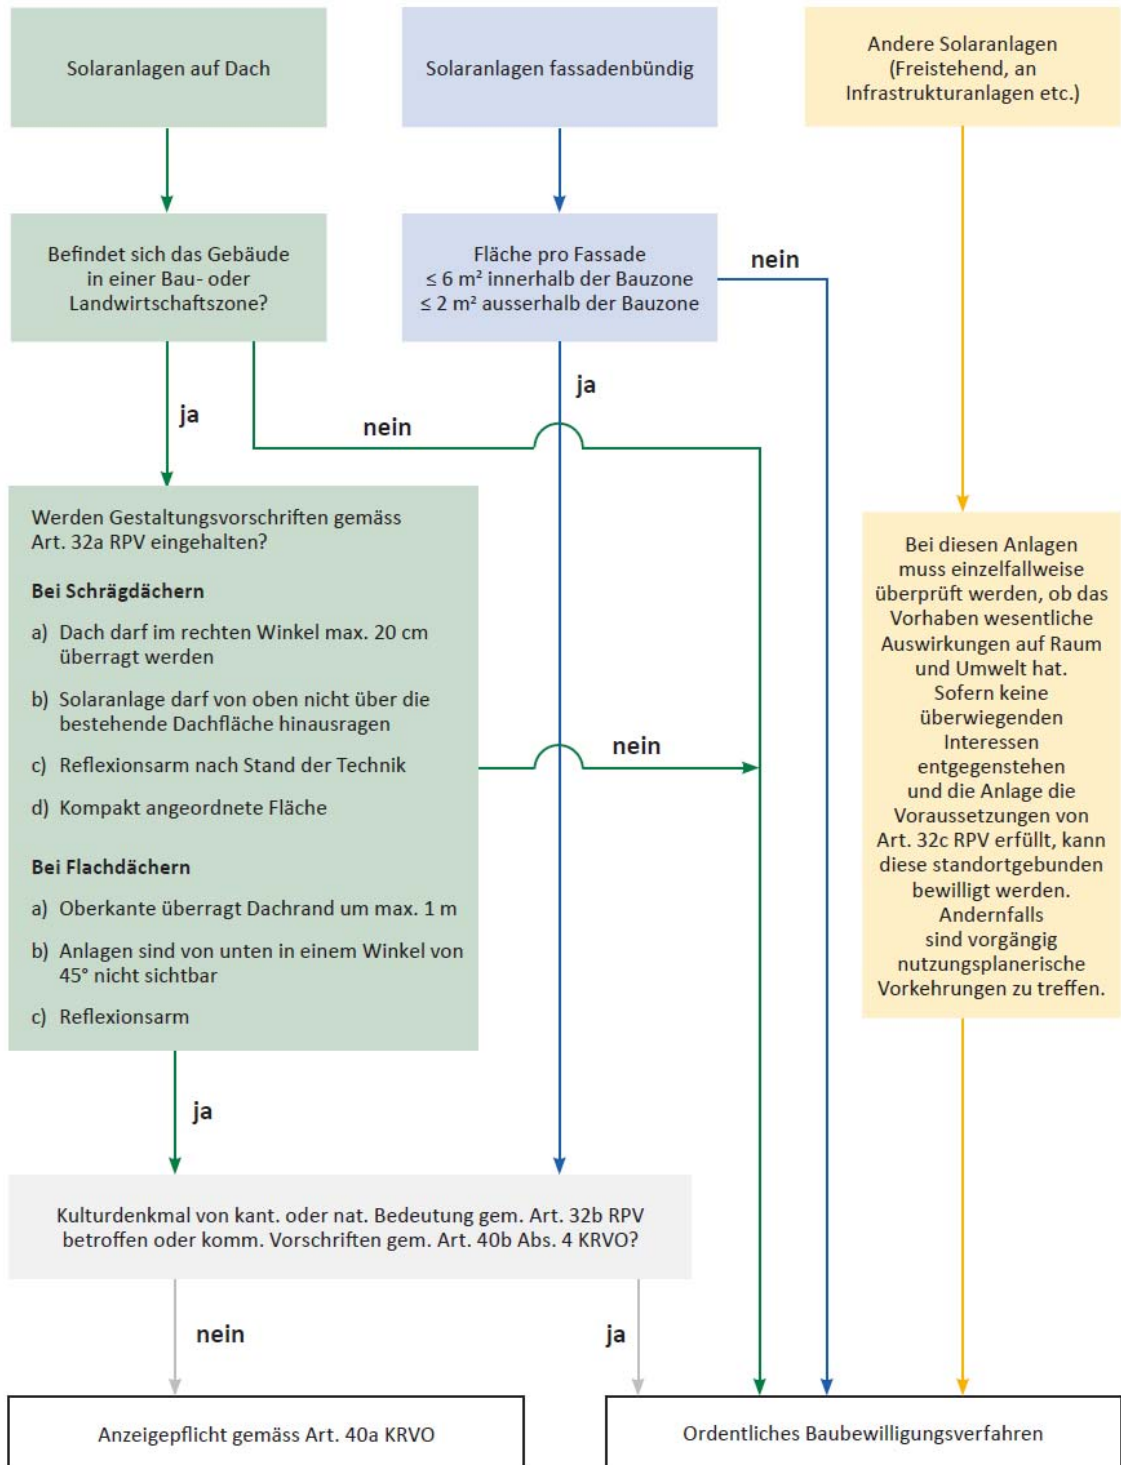 Solaranlagen auf Dach
Solaranlagen fassadenbündig
Andere Solaranlagen
(Freistehend, an
Infrastrukturanlagen etc.)
Befindet sich das Gebäude
in einer Bau- oder
Landwirtschaftszone?
Fläche pro Fassade
≤ 6 m² innerhalb der Bauzone
≤ 2 m² ausserhalb der Bauzone
nein
ja
nein
ja
Werden Gestaltungsvorschriften gemäss
Art. 32a RPV eingehalten?
Bei Schrägdächern
a) Dach darf im rechten Winkel max. 20 cm
überragt werden
b) Solaranlage darf von oben nicht über die
bestehende Dachfläche hinausragen
c) Reflexionsarm nach Stand der Technik
d) Kompakt angeordnete Fläche
Bei Flachdächern
a) Oberkante überragt Dachrand um max. 1 m
b) Anlagen sind von unten in einem Winkel von
45° nicht sichtbar
c) Reflexionsarm
nein
Bei diesen Anlagen
muss einzelfallweise
überprüft werden, ob das
Vorhaben wesentliche
Auswirkungen auf Raum
und Umwelt hat.
Sofern keine
überwiegenden
Interessen
entgegenstehen
und die Anlage die
Voraussetzungen von
Art. 32c RPV erfüllt, kann
diese standortgebunden
bewilligt werden.
Andernfalls
sind vorgängig
nutzungsplanerische
Vorkehrungen zu treffen.
ja
Kulturdenkmal von kant. oder nat. Bedeutung gem. Art. 32b RPV
betroffen oder komm. Vorschriften gem. Art. 40b Abs. 4 KRVO?
nein
ja
Anzeigepflicht gemäss Art. 40a KRVO
Ordentliches Baubewilligungsverfahren